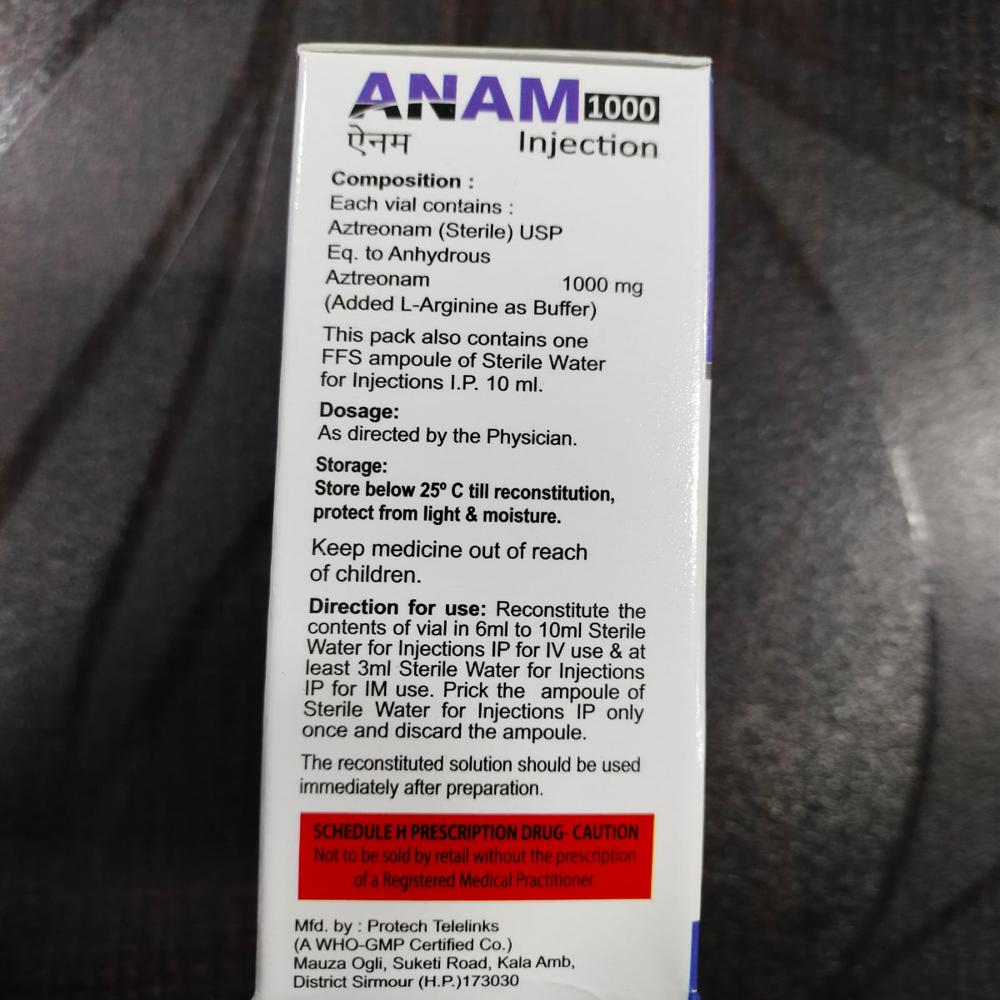 ANAM 1000
ऐनम Injection
Composition :
Each vial contains :
Aztreonam (Sterile) USP
Eq. to Anhydrous
Aztreonam 1000 mg
(Added L-Arginine as Buffer)
This pack also contains one
FFS ampoule of Sterile Water
for Injections I.P. 10 ml.
Dosage:
As directed by the Physician.
Storage:
Store below 25º C till reconstitution,
protect from light & moisture.
Keep medicine out of reach
of children.
Direction for use: Reconstitute the
contents of vial in 6ml to 10ml Sterile
Water for Injections IP for IV use & at
least 3ml Sterile Water for Injections
IP for IM use. Prick the ampoule of
Sterile Water for Injections IP only
once and discard the ampoule.
The reconstituted solution should be used
immediately after preparation.
SCHEDULE H PRESCRIPTION DRUG- CAUTION
Not to be sold by retail without the prescription
of a Registered Medical Practitioner.
Mfd. by : Protech Telelinks
(A WHO-GMP Certified Co.)
Mauza Ogli, Suketi Road, Kala Amb,
District Sirmour (H.P.)173030